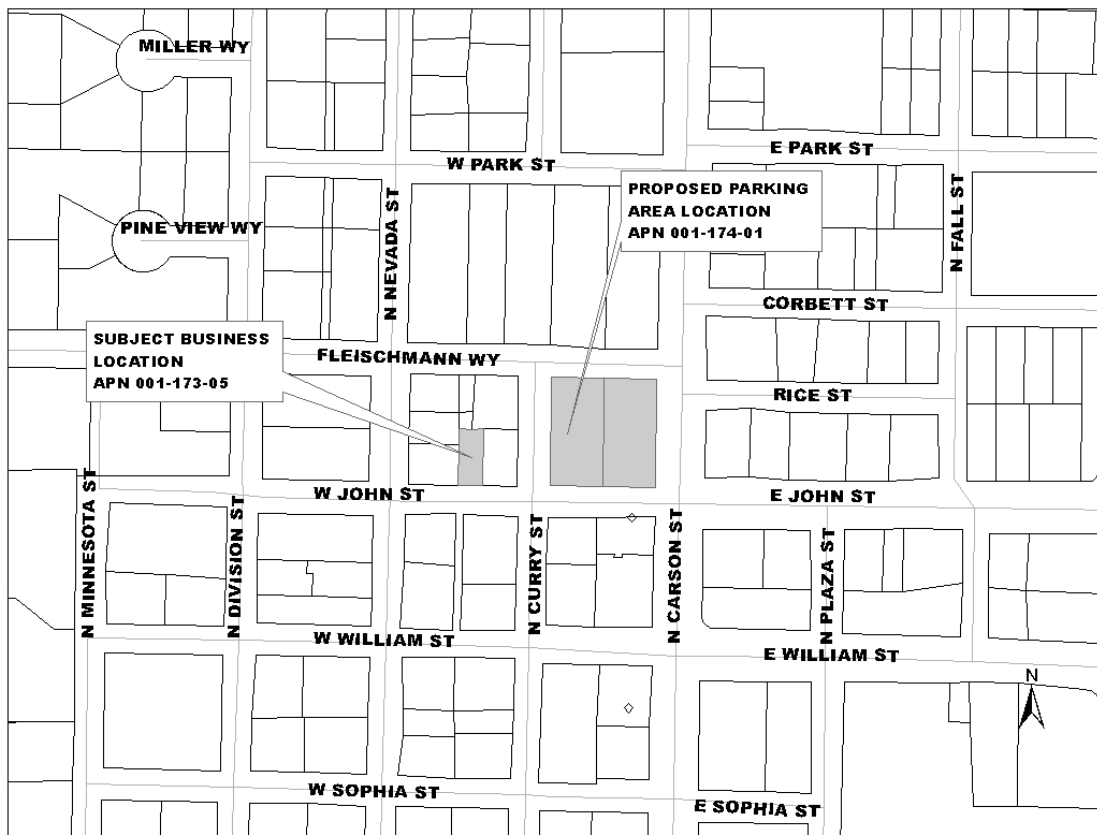 MILLER WY
E PARK ST
W PARK ST
PROPOSED PARKING
AREA LOCATION
APN 001-174-01
N FALL ST
N NEVADA ST
PINE VIEW WY
CORBETT ST
SUBJECT BUSINESS
LOCATION
APN 001-173-05
FLEISCHMANN WY
RICE ST
W JOHN ST
E JOHN ST
N MINNESOTA ST
N DIVISION ST
N CURRY ST
N CARSON ST
N PLAZA ST
W WILLIAM ST
E WILLIAM ST
N
W SOPHIA ST
E SOPHIA ST